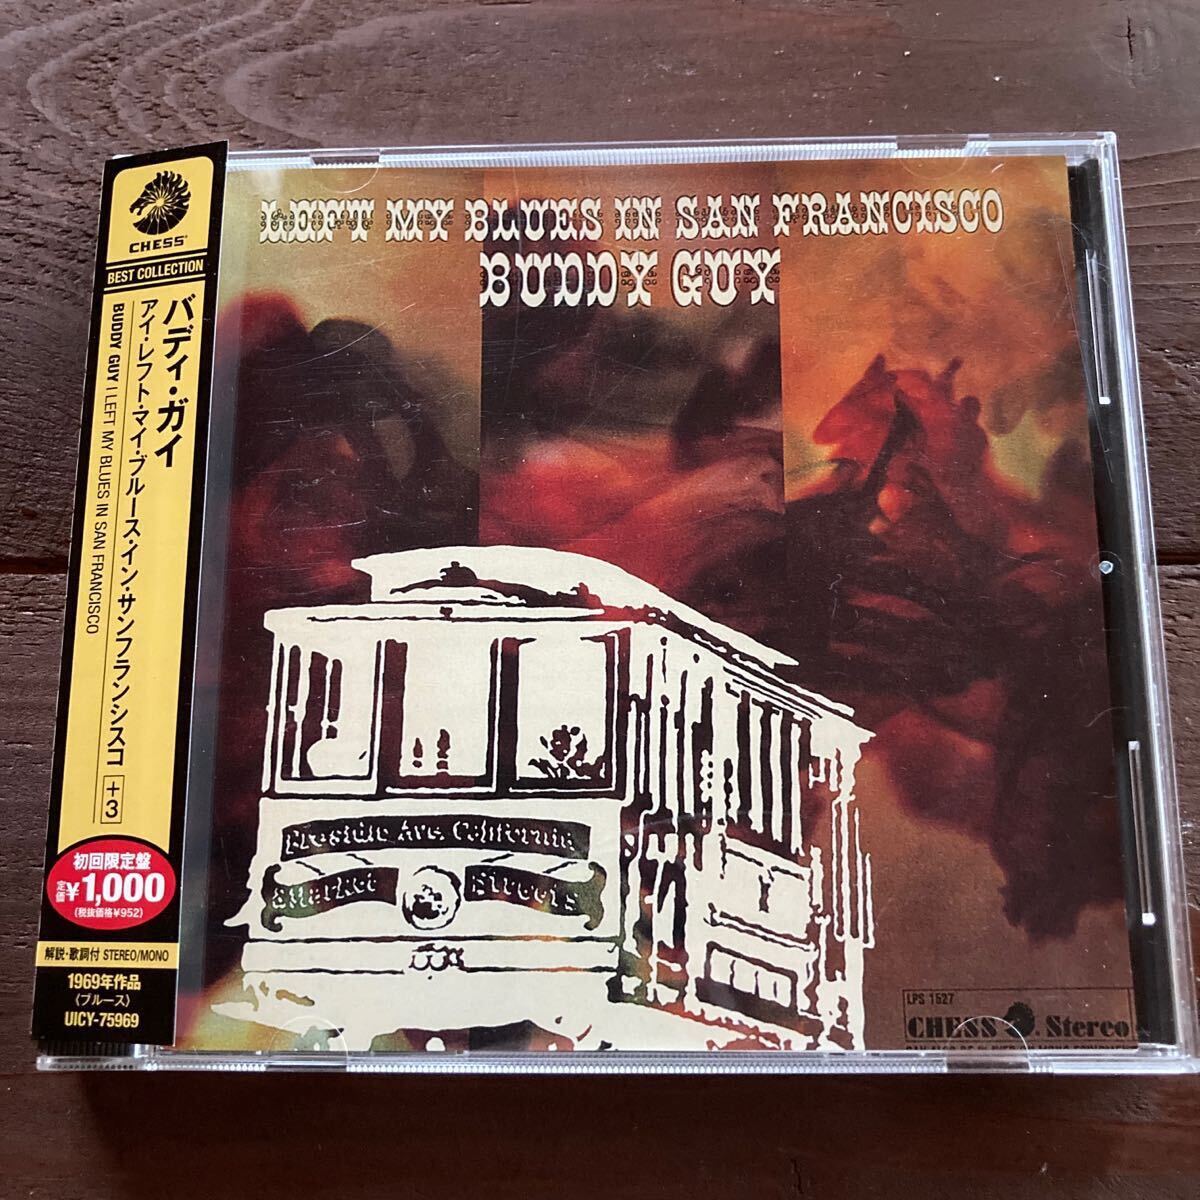 CHESS
BEST COLLECTION
バディ・ガイ
アイ・レフト・マイ・ブルース・イン・サンフランシスコ +3
BUDDY GUY I LEFT MY BLUES IN SAN FRANCISCO
初回限定盤
定価¥1,000
(税抜価格¥952)
解説・歌詞付 STEREO/MONO
1969年作品
〈ブルース〉
UICY-75969
LEFT MY BLUES IN SAN FRANCISCO
BUDDY GUY
Ave. California
LPS 1527
CHESS Stereo